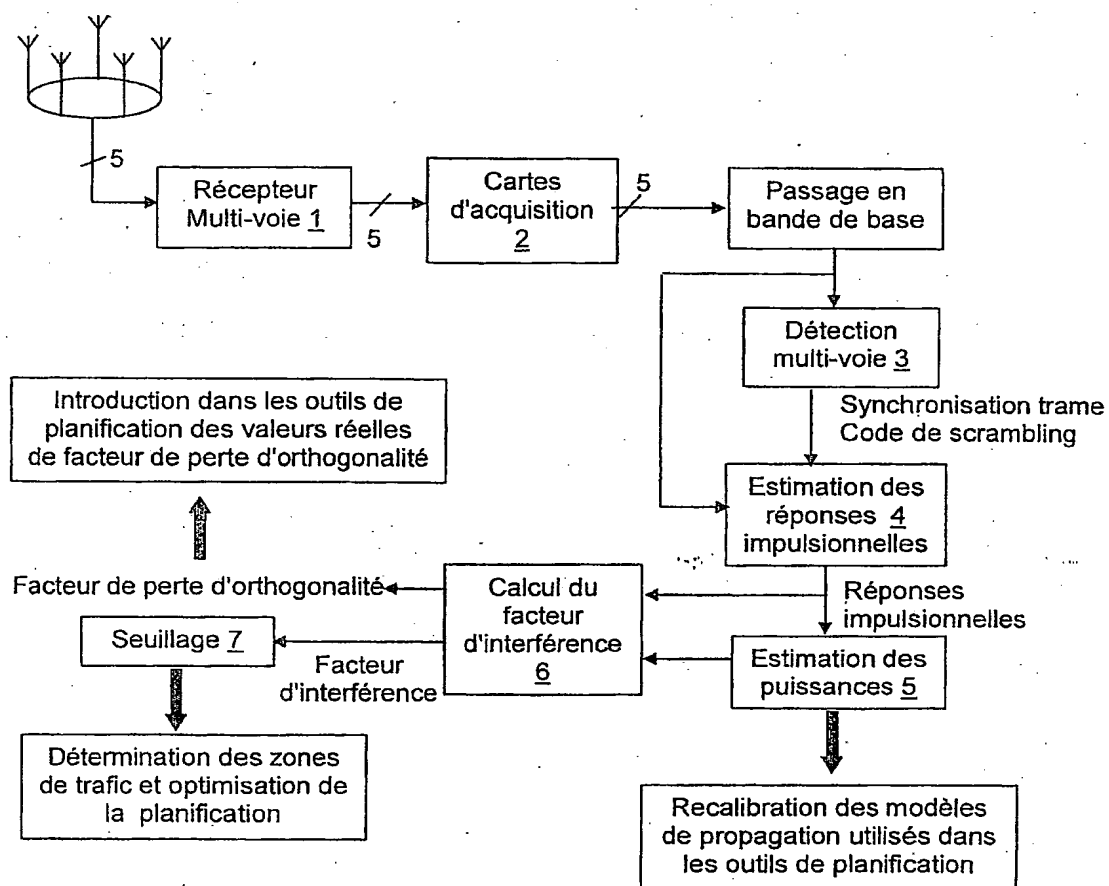 5
Récepteur
Multi-voie 1
5
Cartes
d'acquisition
2
5
Passage en
bande de base
Détection
multi-voie 3
Synchronisation trame
Code de scrambling
Introduction dans les outils de
planification des valeurs réelles
de facteur de perte d'orthogonalité
Estimation des
réponses 4
impulsionnelles
Facteur de perte d'orthogonalité
Calcul du
facteur
d'interférence
6
Réponses
impulsionnelles
Seuillage 7
Facteur
d'interférence
Estimation des
puissances 5
Détermination des zones
de trafic et optimisation de
la planification
Recalibration des modèles
de propagation utilisés dans
les outils de planification